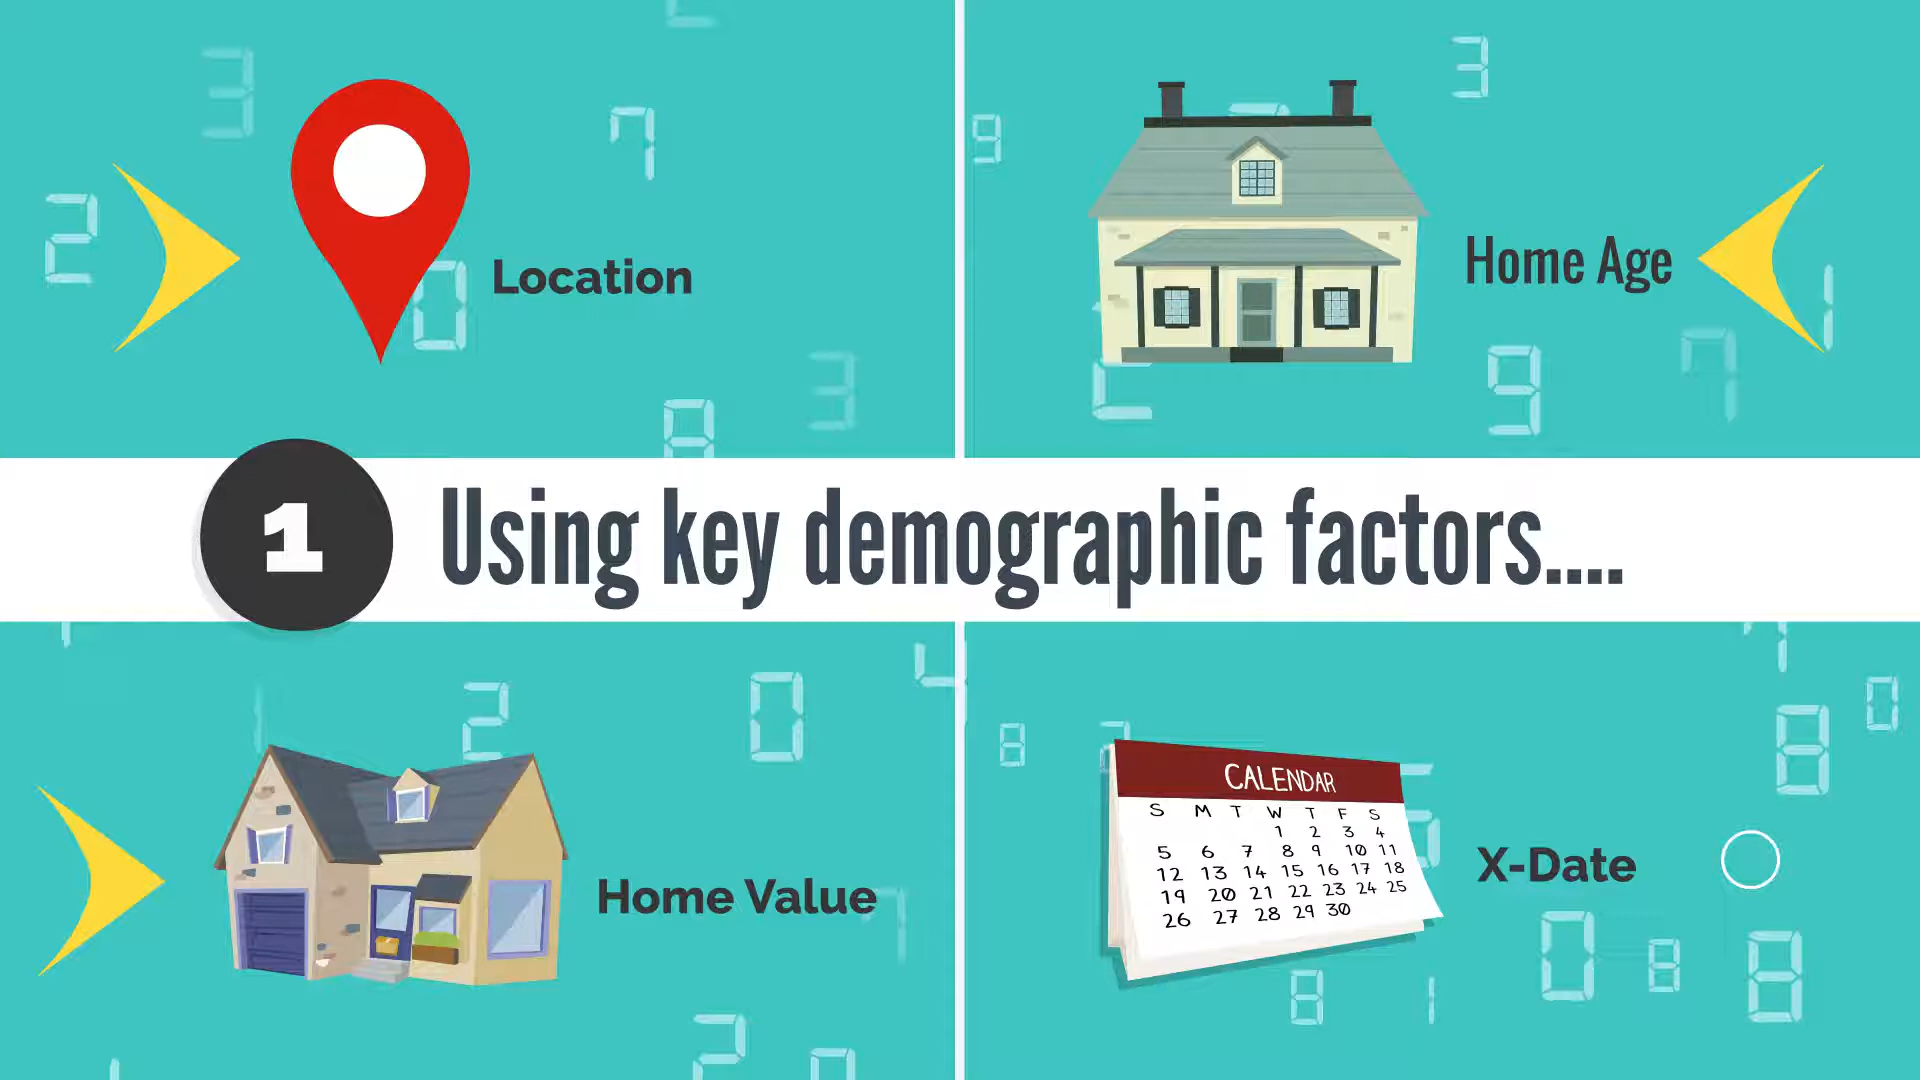 Location
Home Age
1 Using key demographic factors....
Home Value
CALENDAR
S M T W T F S
1 2 3 4
5 6 7 8 9 10 11
12 13 14 15 16 17 18
19 20 21 22 23 24 25
26 27 28 29 30
X-Date